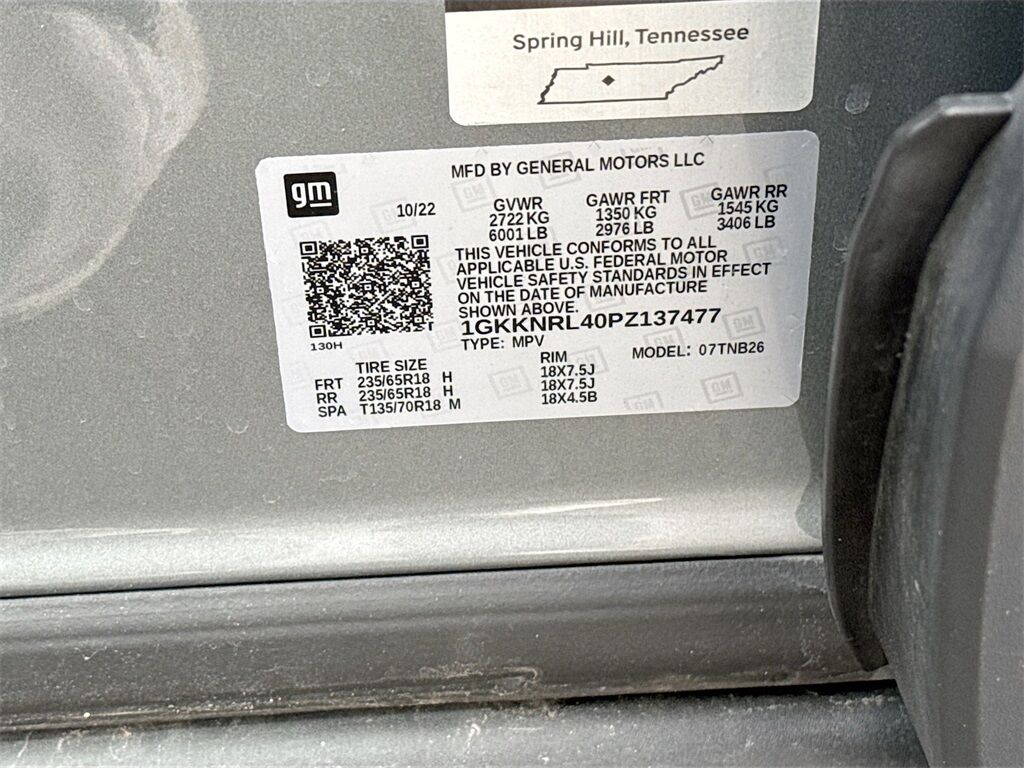 Spring Hill, Tennessee
gm
MFD BY GENERAL MOTORS LLC
10/22
GVWR GAWR FRT GAWR RR
2722 KG 1350 KG 1545 KG
6001 LB 2976 LB 3406 LB
THIS VEHICLE CONFORMS TO ALL
APPLICABLE U.S. FEDERAL MOTOR
VEHICLE SAFETY STANDARDS IN EFFECT
ON THE DATE OF MANUFACTURE
SHOWN ABOVE.
1GKKNRL40PZ137477
130H
TYPE: MPV
MODEL: 07TNB26
TIRE SIZE RIM
FRT 235/65R18 H 18X7.5J
RR 235/65R18 H 18X7.5J
SPA T135/70R18 M 18X4.5B